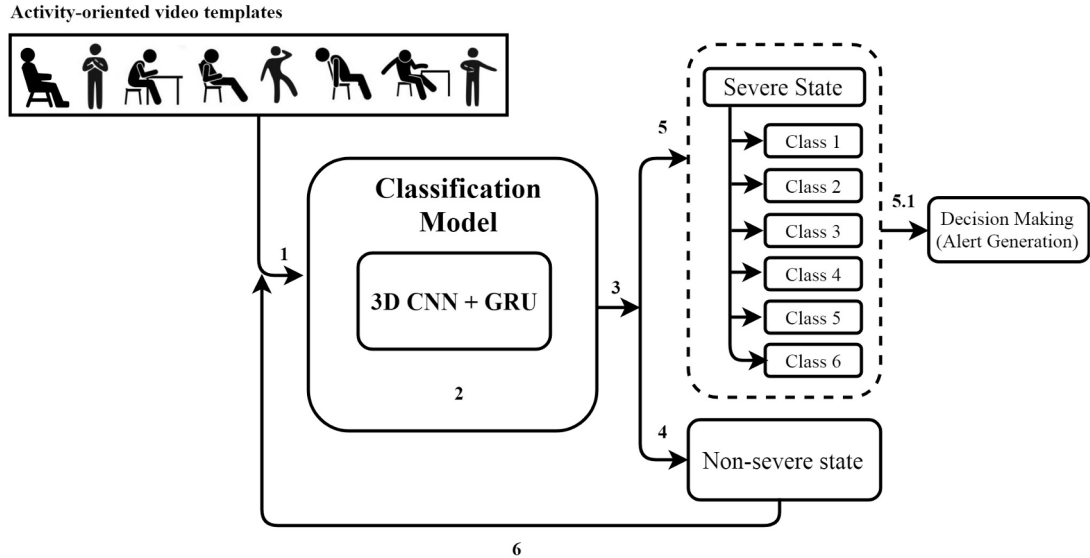 Activity-oriented video templates
1
Classification
Model
3D CNN + GRU
2
3
5
Severe State
Class 1
Class 2
Class 3
Class 4
Class 5
Class 6
5.1
Decision Making
(Alert Generation)
4
Non-severe state
6